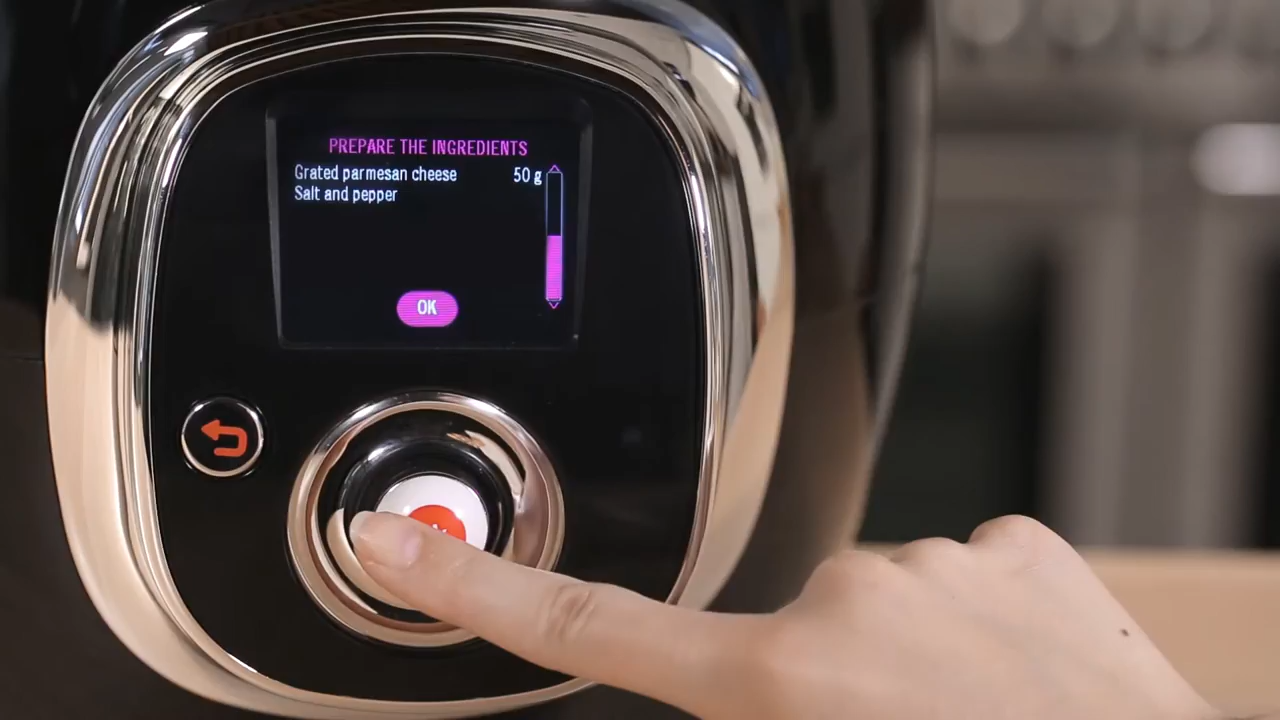 PREPARE THE INGREDIENTS
Grated parmesan cheese 50 g
Salt and pepper
OK